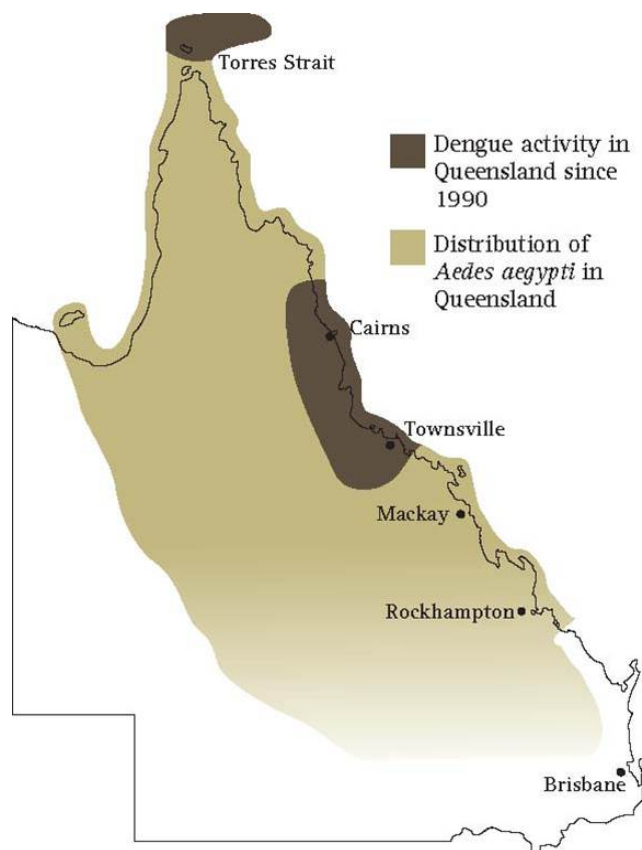 Torres Strait
Dengue activity in
Queensland since
1990
Distribution of
Aedes aegypti in
Queensland
Cairns
Townsville
Mackay
Rockhampton
Brisbane